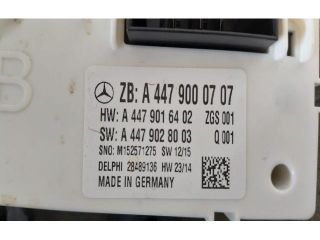 B
ZB: A 447 900 07 07
HW: A 447 901 64 02 ZGS 001
SW: A 447 902 80 03 Q 001
SNO: M152571275 SW 12/15
DELPHI 28489136 HW 23/14
MADE IN GERMANY